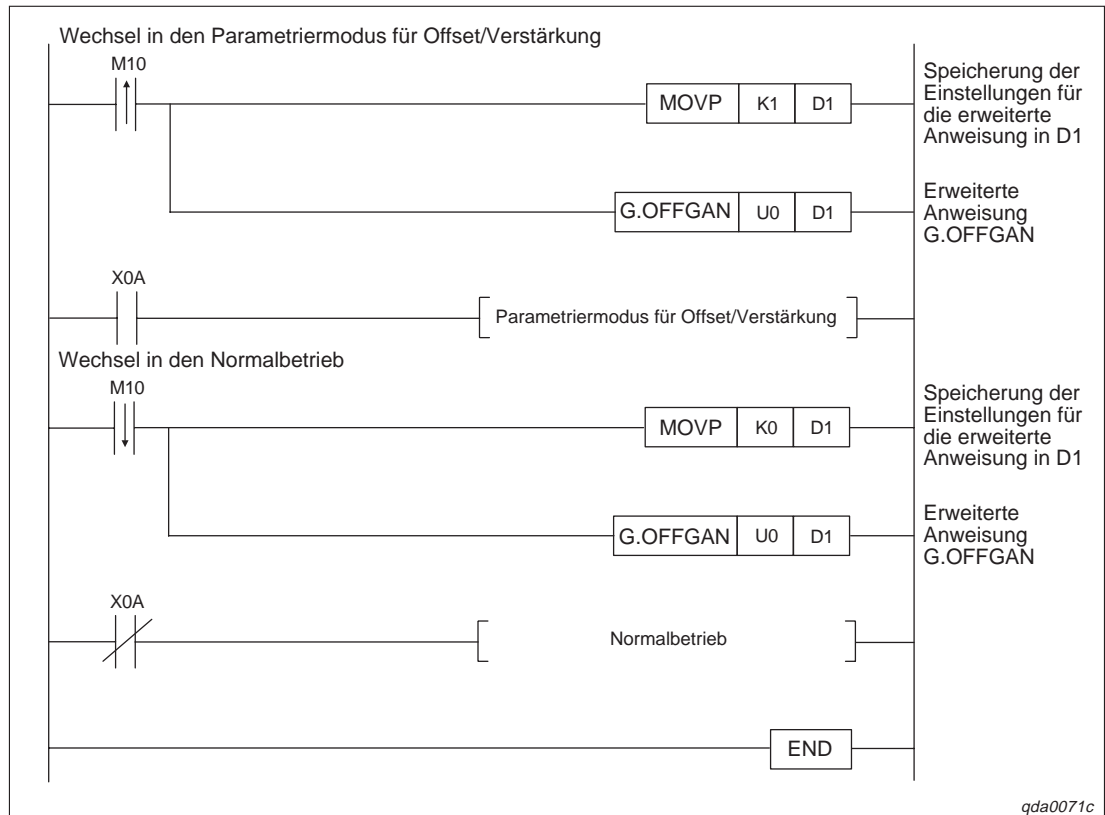 Wechsel in den Parametriermodus für Offset/Verstärkung
M10
MOVP K1 D1
Speicherung der
Einstellungen für
die erweiterte
Anweisung in D1
G.OFFGAN U0 D1
Erweiterte
Anweisung
G.OFFGAN
X0A
Parametriermodus für Offset/Verstärkung
Wechsel in den Normalbetrieb
M10
MOVP K0 D1
Speicherung der
Einstellungen für
die erweiterte
Anweisung in D1
G.OFFGAN U0 D1
Erweiterte
Anweisung
G.OFFGAN
X0A
Normalbetrieb
END
qda0071c